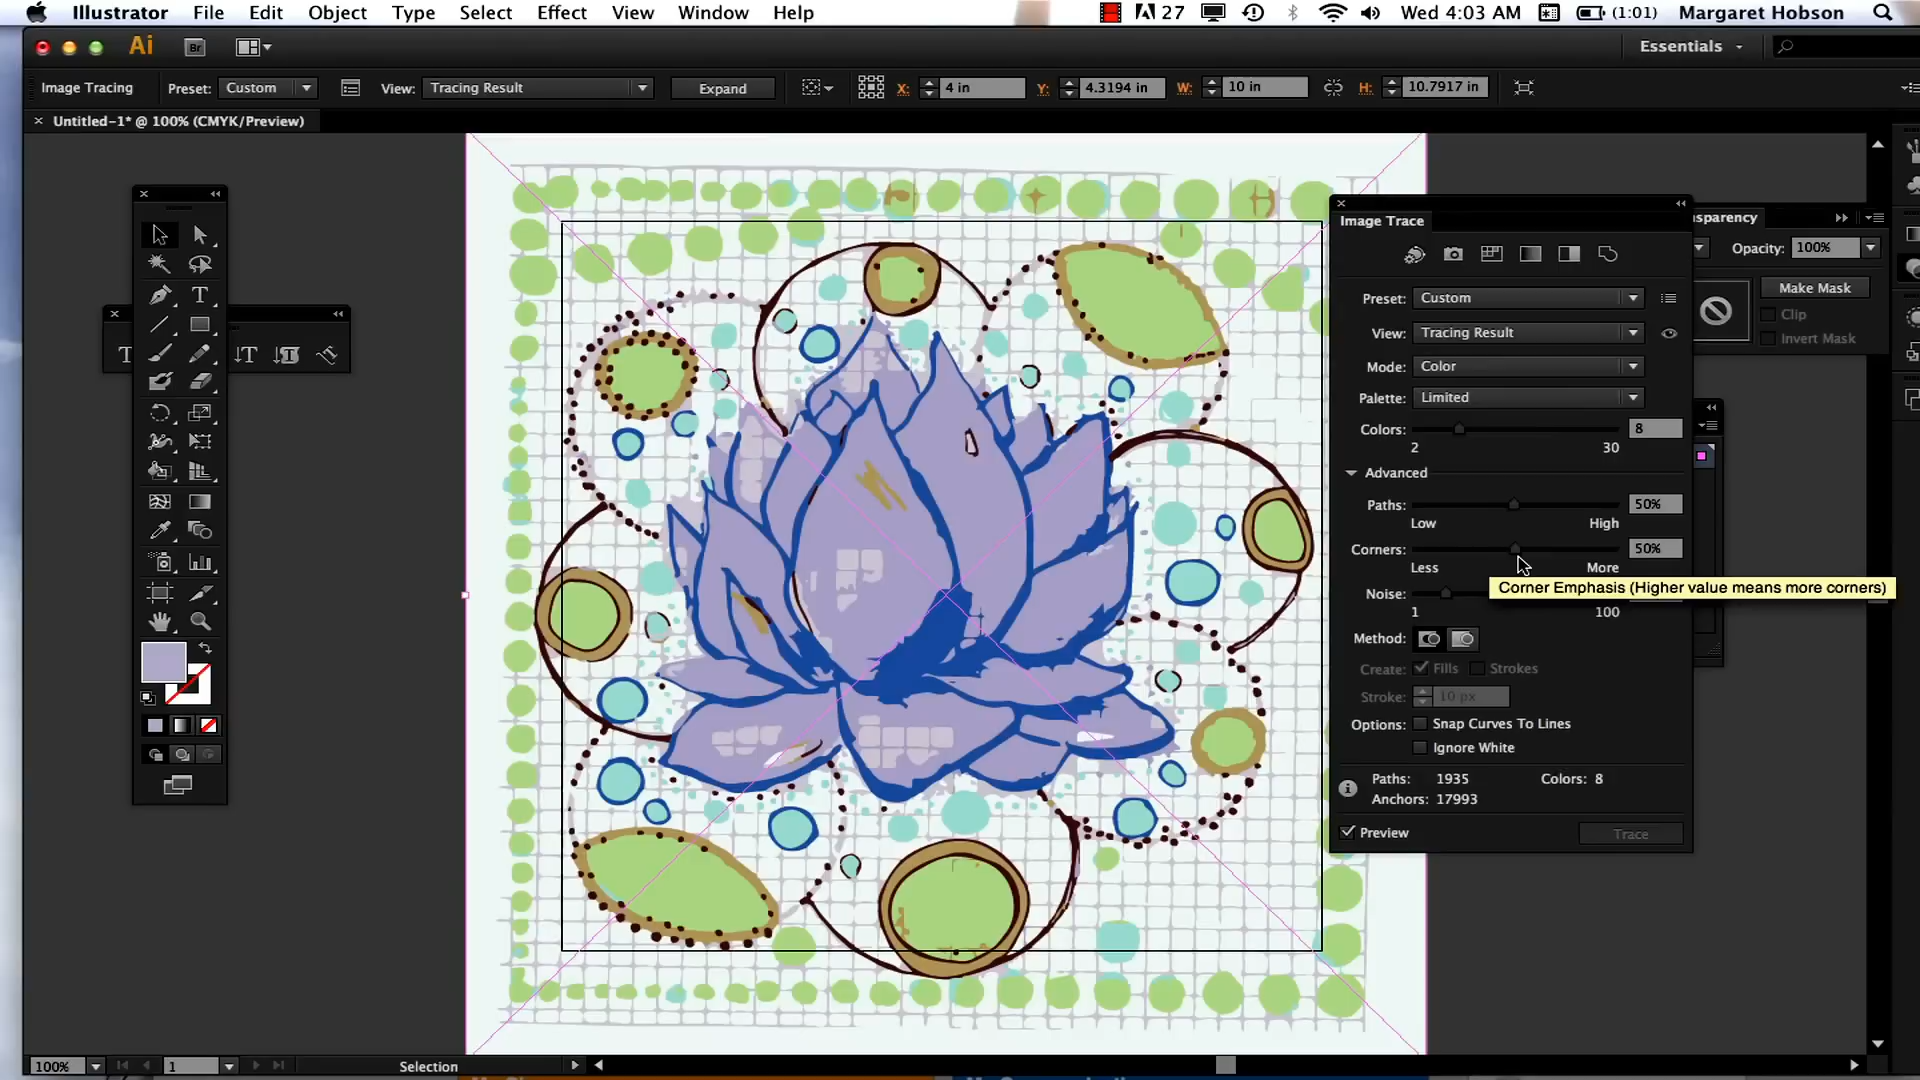 Illustrator File Edit Object Type Select Effect View Window Help 27 Wed 4:03 AM (1:01) Margaret Hobson
Ai Br Essentials
Image Tracing Preset: Custom View: Tracing Result Expand X: 4 in Y: 4.3194 in W: 10 in H: 10.7917 in
× Untitled-1* @ 100% (CMYK/Preview)
Image Trace
nsparency
Opacity: 100%
Preset: Custom
Make Mask
Clip
View: Tracing Result
Invert Mask
Mode: Color
Palette: Limited
Colors: 8
2 30
Advanced
Paths: 50%
Low High
Corners: 50%
Less More
Corner Emphasis (Higher value means more corners)
Noise:
1 100
Method:
Create: Fills Strokes
Stroke: 10 px
Options: Snap Curves To Lines
Ignore White
Paths: 1935 Colors: 8
Anchors: 17993
Preview Trace
100% 1 Selection